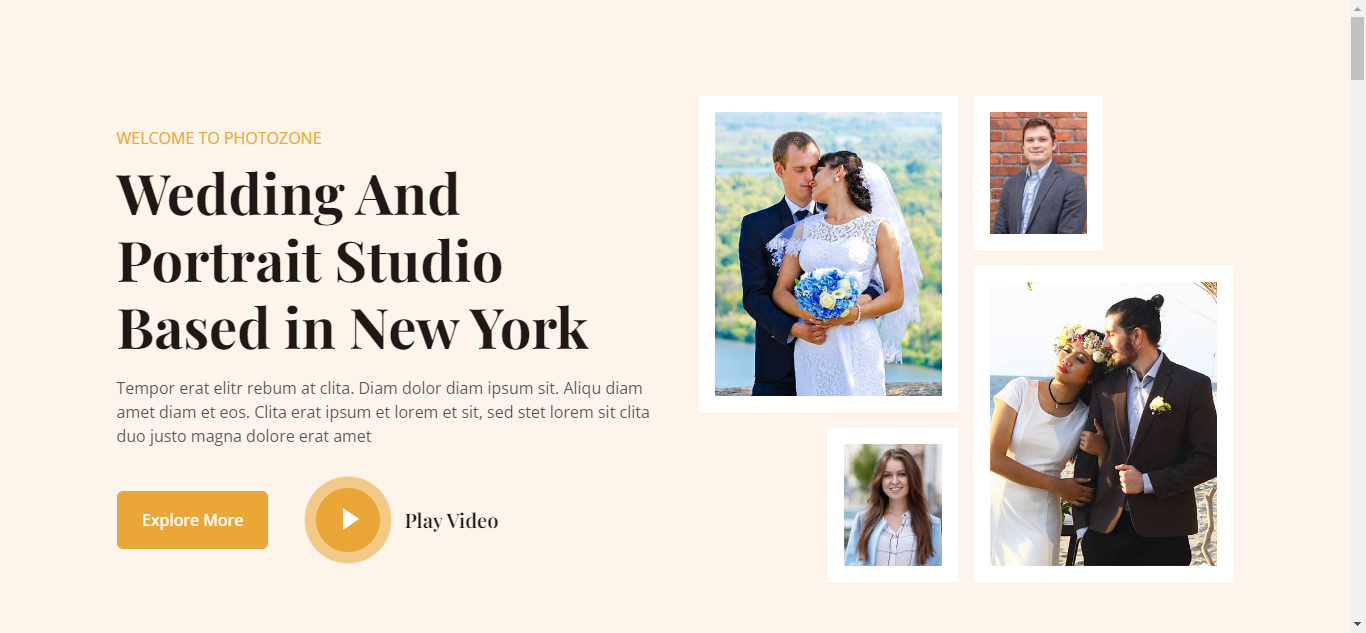 WELCOME TO PHOTOZONE
Wedding And
Portrait Studio
Based in New York
Tempor erat elitr rebum at clita. Diam dolor diam ipsum sit. Aliqu diam
amet diam et eos. Clita erat ipsum et lorem et sit, sed stet lorem sit clita
duo justo magna dolore erat amet
Explore More
Play Video